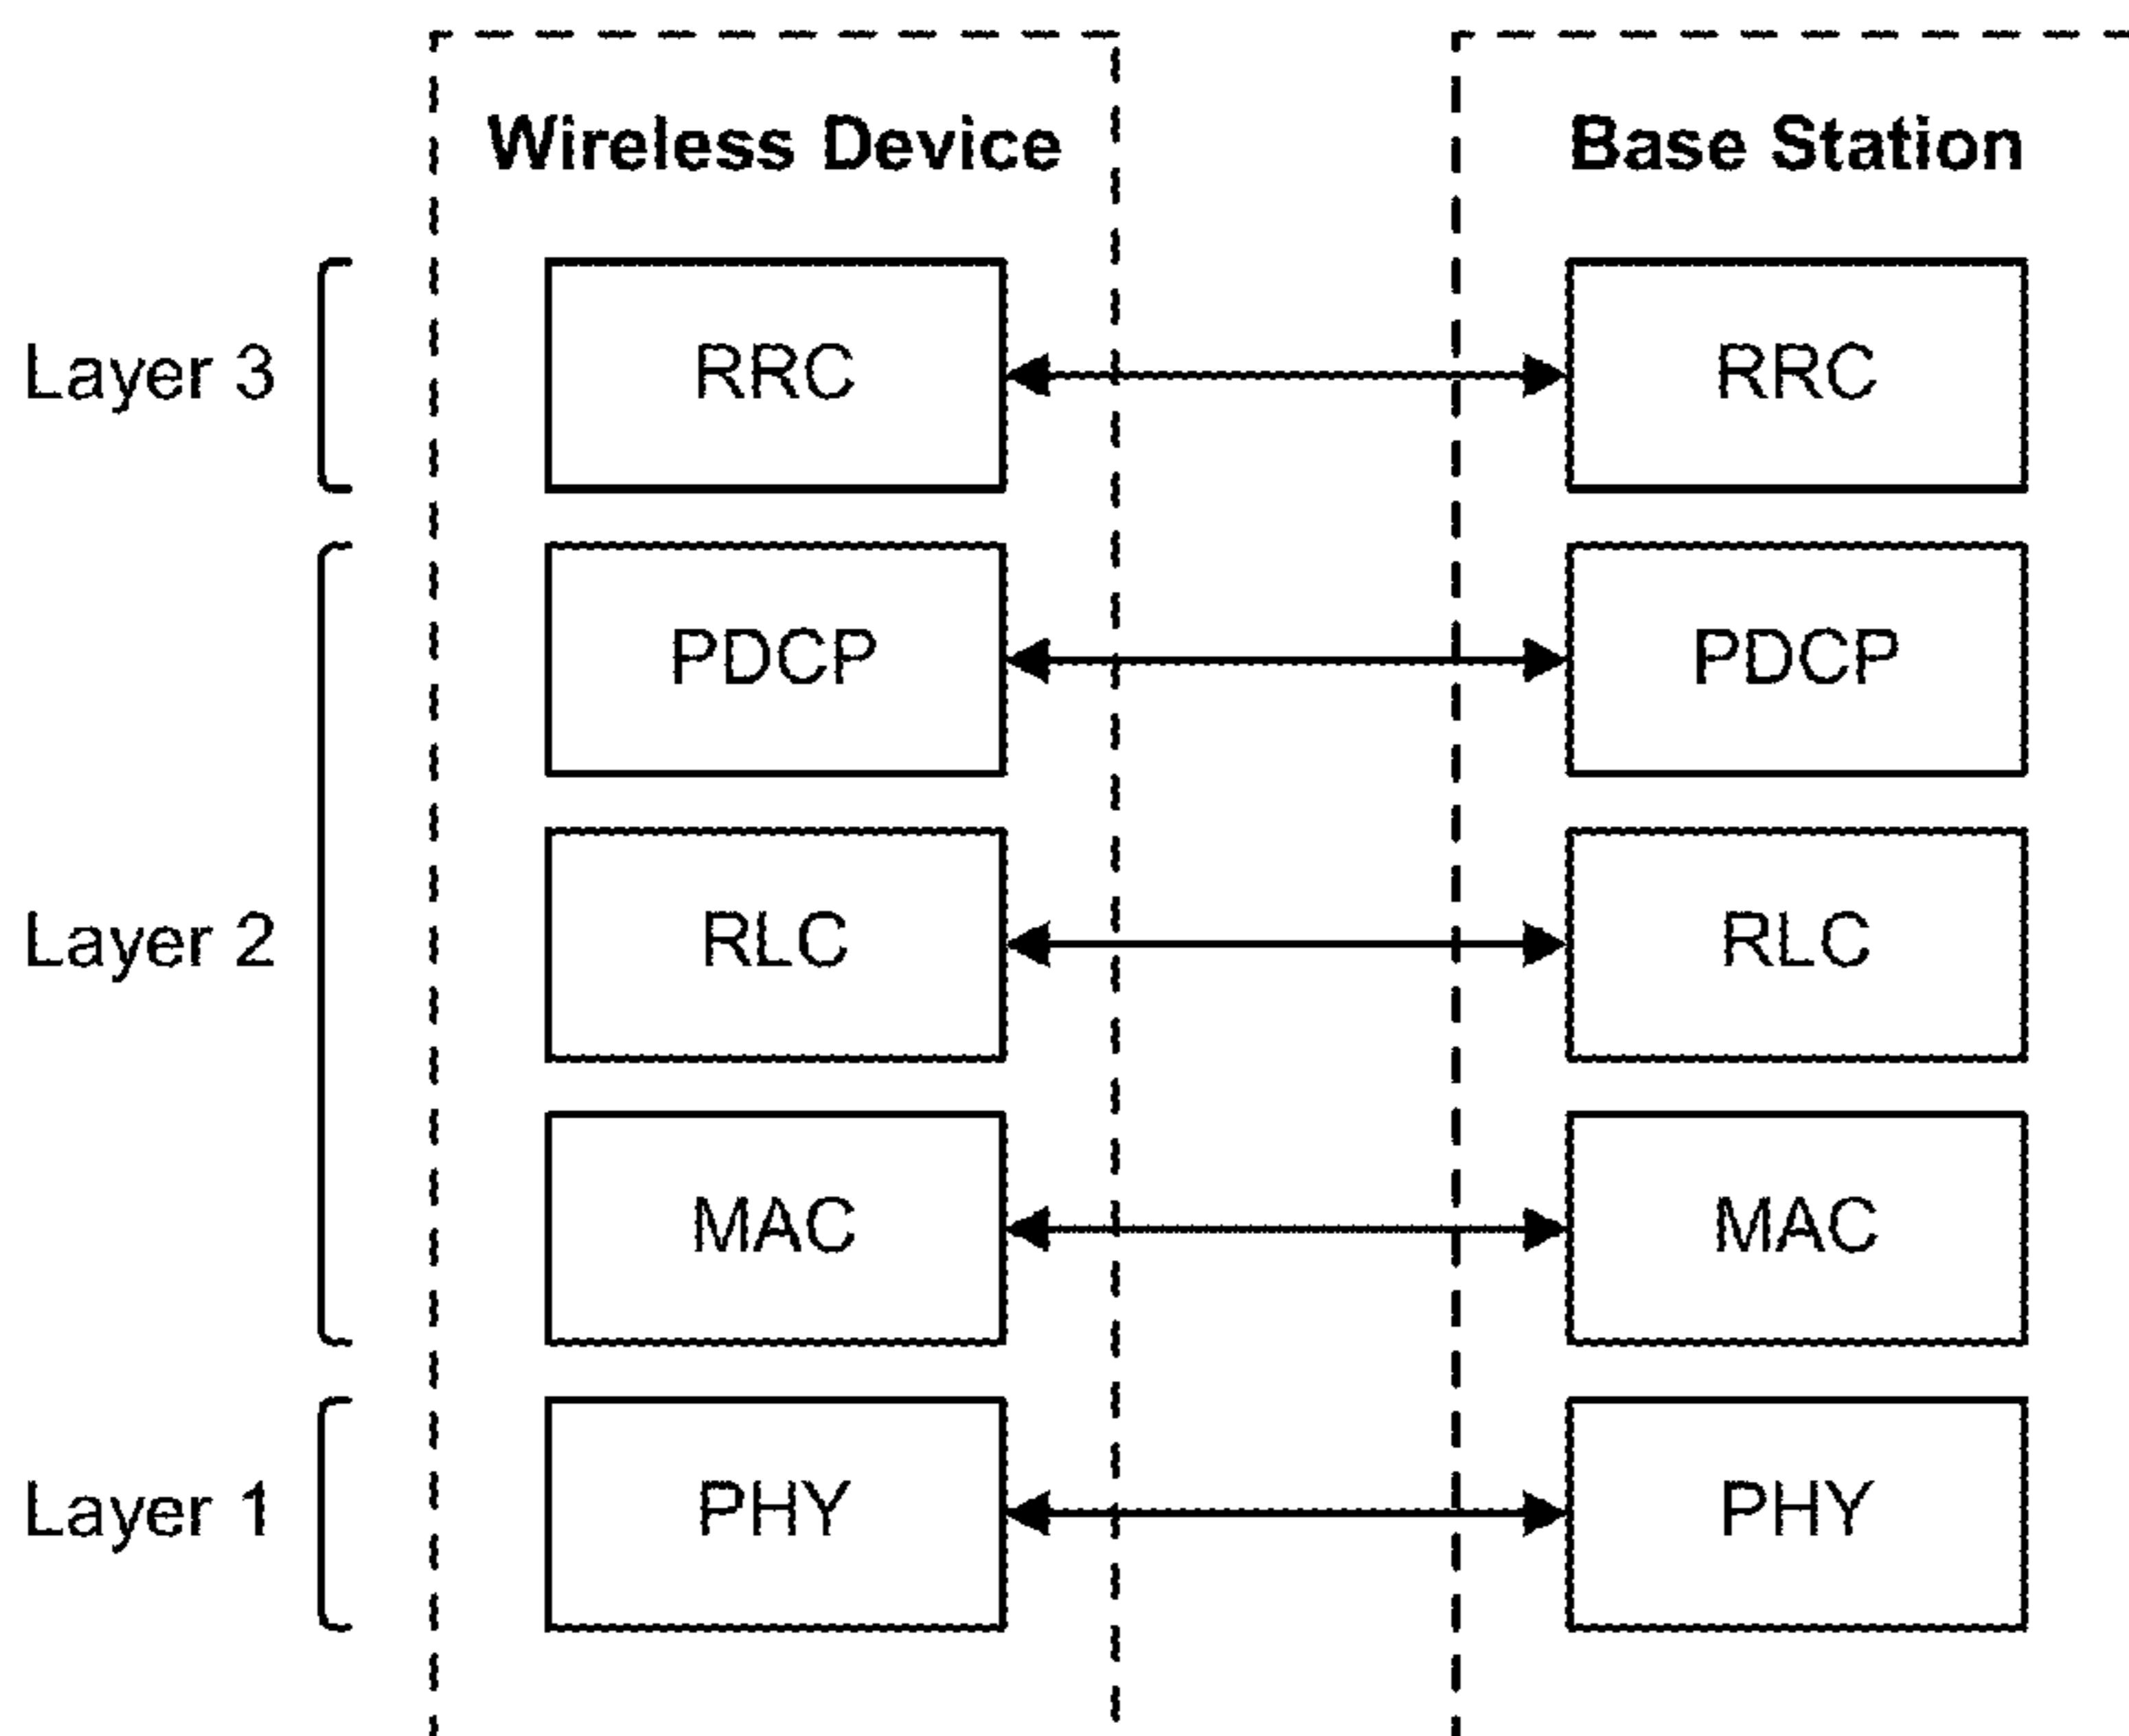 Wireless Device
Base Station
Layer 3
RRC
RRC
PDCP
PDCP
Layer 2
RLC
RLC
MAC
MAC
Layer 1
PHY
PHY